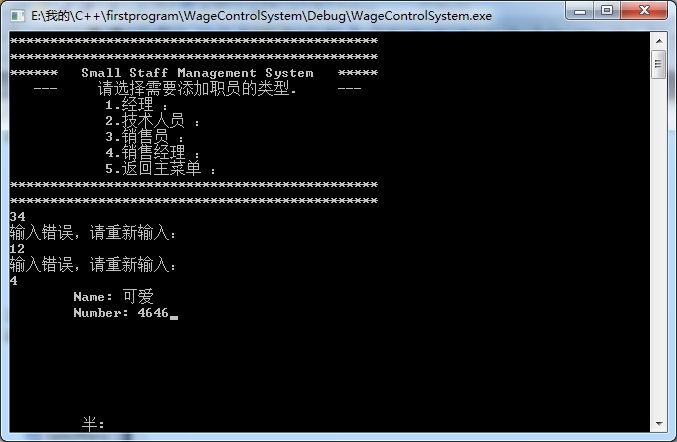 E:\我的\C++\firstprogram\WageControlSystem\Debug\WageControlSystem.exe
**********************************************
**********************************************
****** Small Staff Management System *****
--- 请选择需要添加职员的类型. ---
1.经理 :
2.技术人员 :
3.销售员 :
4.销售经理 :
5.返回主菜单 :
**********************************************
**********************************************
34
输入错误，请重新输入:
12
输入错误，请重新输入:
4
Name: 可爱
Number: 4646_
半: